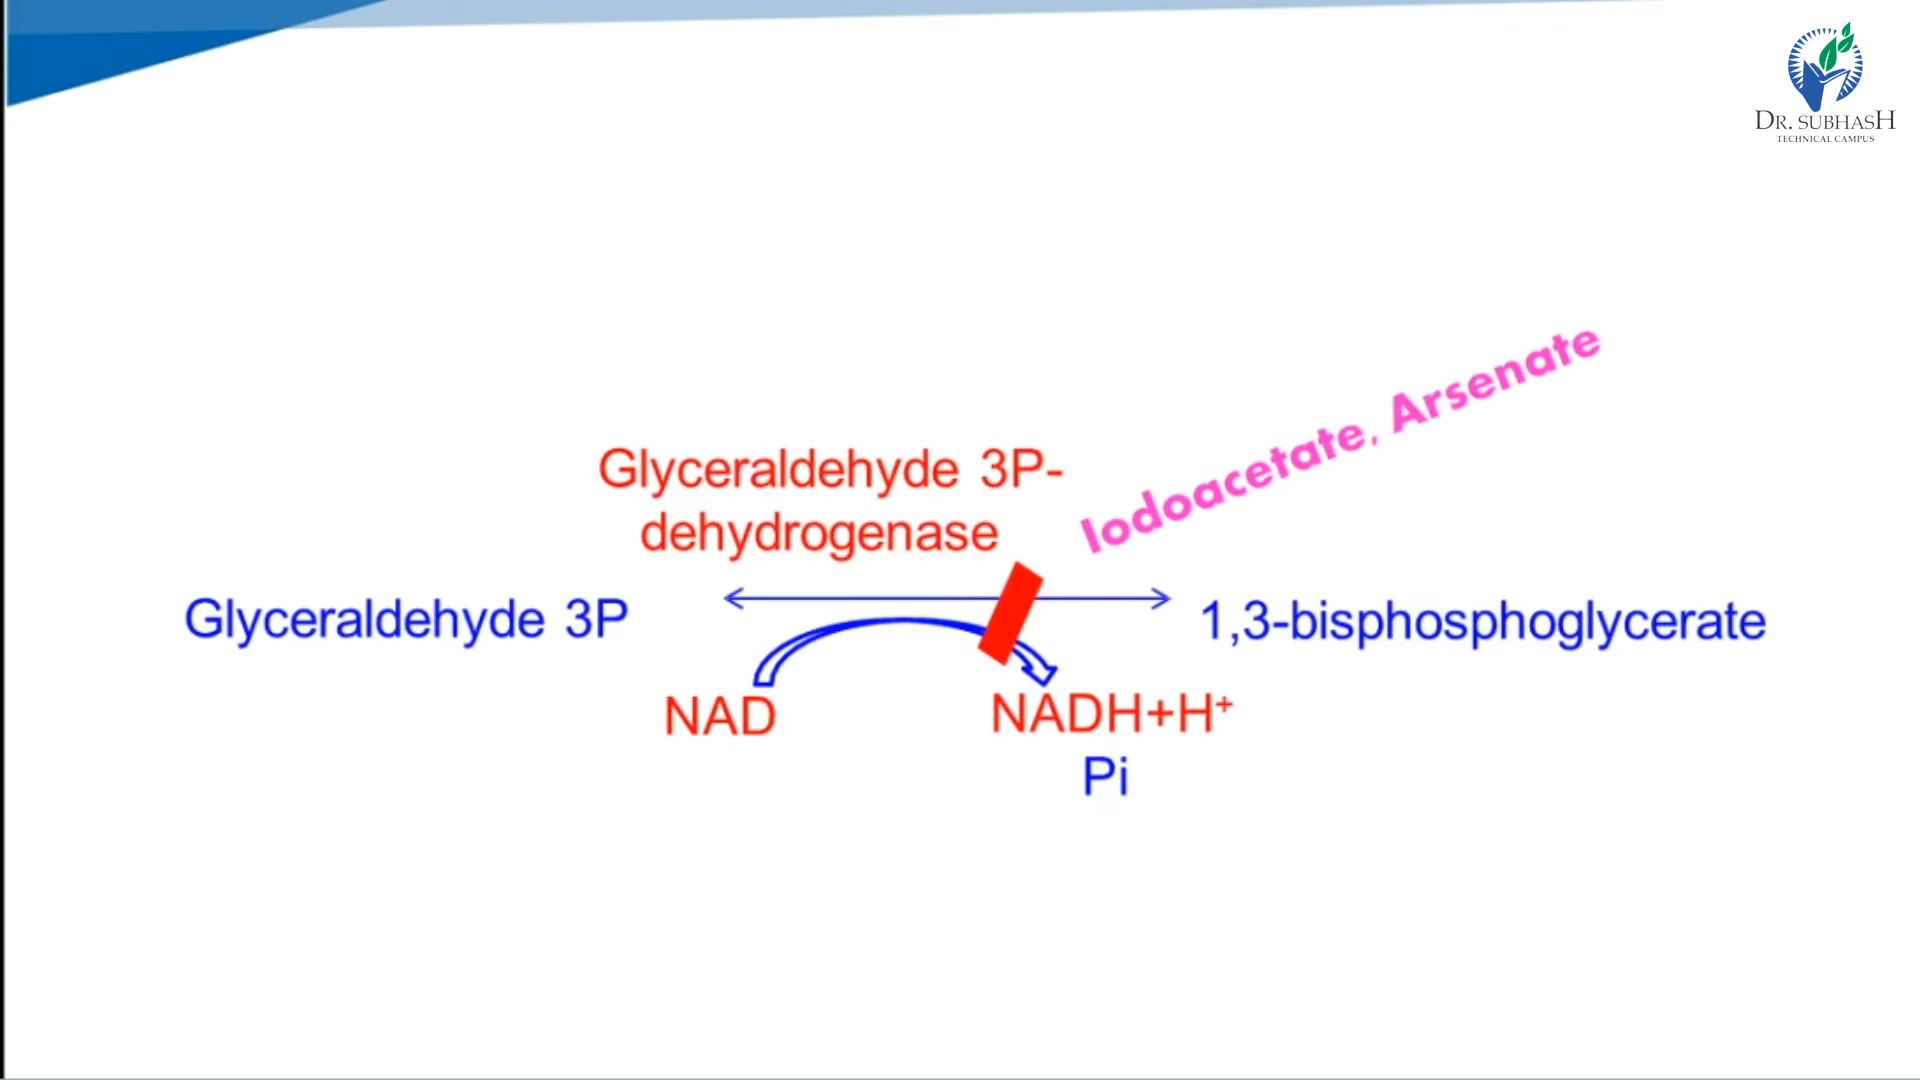 DR. SUBHASH
TECHNICAL CAMPUS
Iodoacetate, Arsenate
Glyceraldehyde 3P-
dehydrogenase
Glyceraldehyde 3P
1,3-bisphosphoglycerate
NAD
NADH+H⁺
Pi